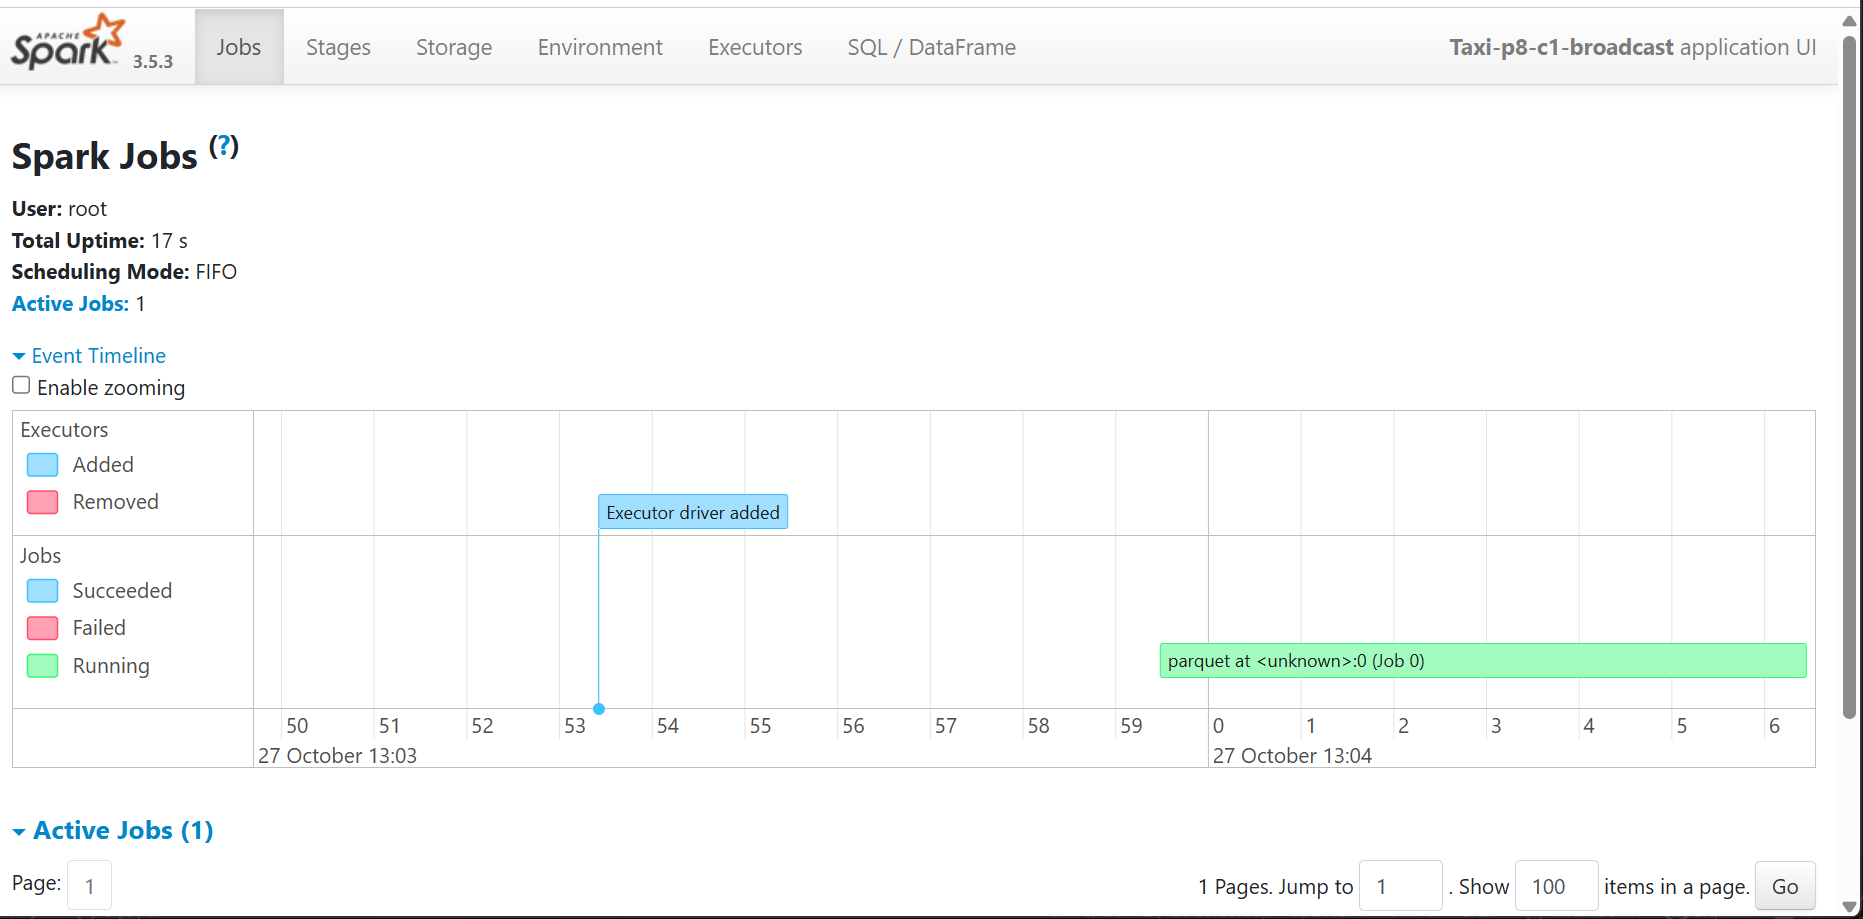 APACHE
Spark 3.5.3
Jobs
Stages
Storage
Environment
Executors
SQL / DataFrame
Taxi-p8-c1-broadcast application UI
Spark Jobs (?)
User: root
Total Uptime: 17 s
Scheduling Mode: FIFO
Active Jobs: 1
Event Timeline
Enable zooming
Executors
Added
Removed
Executor driver added
Jobs
Succeeded
Failed
Running
parquet at <unknown>:0 (Job 0)
50 51 52 53 54 55 56 57 58 59 0 1 2 3 4 5 6
27 October 13:03 27 October 13:04
Active Jobs (1)
Page: 1
1 Pages. Jump to 1 . Show 100 items in a page. Go